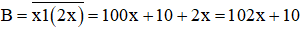 B = \overline{x1(2x)} = 100x + 10 + 2x = 102x + 10